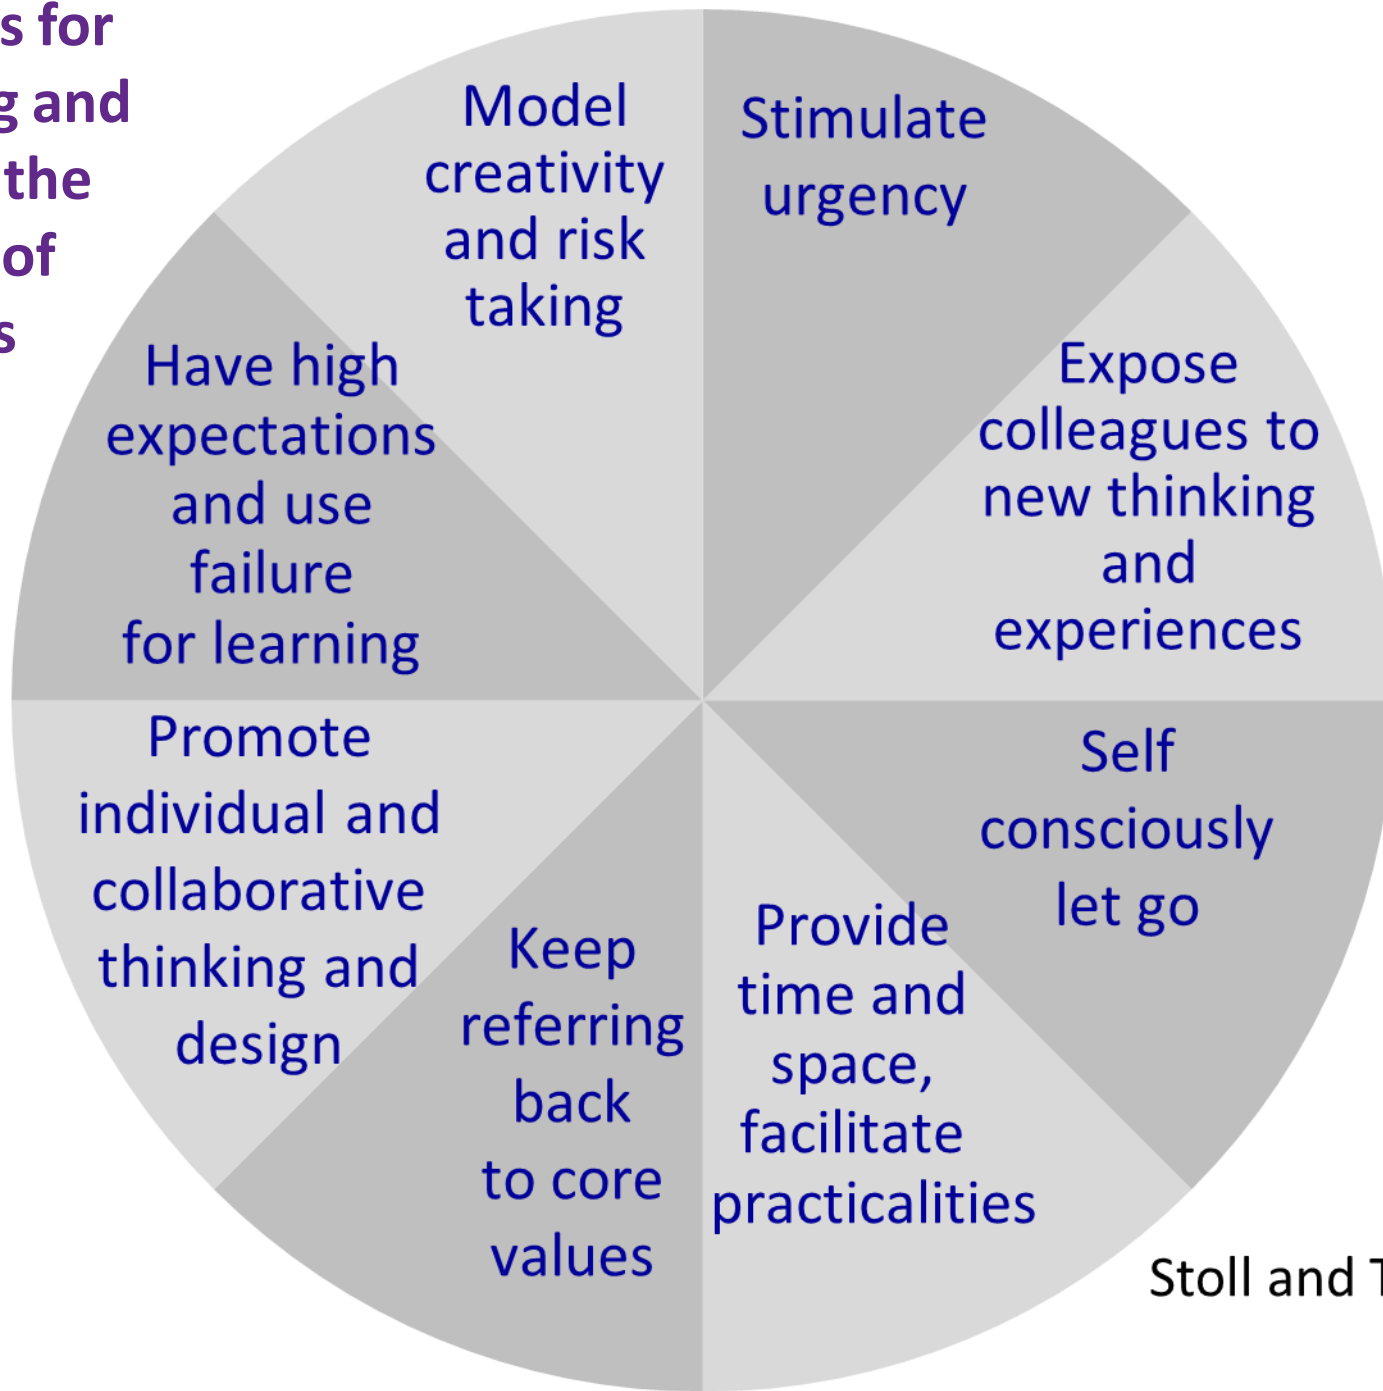 s for
g and
the
of
s
Model
creativity
and risk
taking
Stimulate
urgency
Expose
colleagues to
new thinking
and
experiences
Self
consciously
let go
Provide
time and
space,
facilitate
practicalities
Keep
referring
back
to core
values
Promote
individual and
collaborative
thinking and
design
Have high
expectations
and use
failure
for learning
Stoll and T